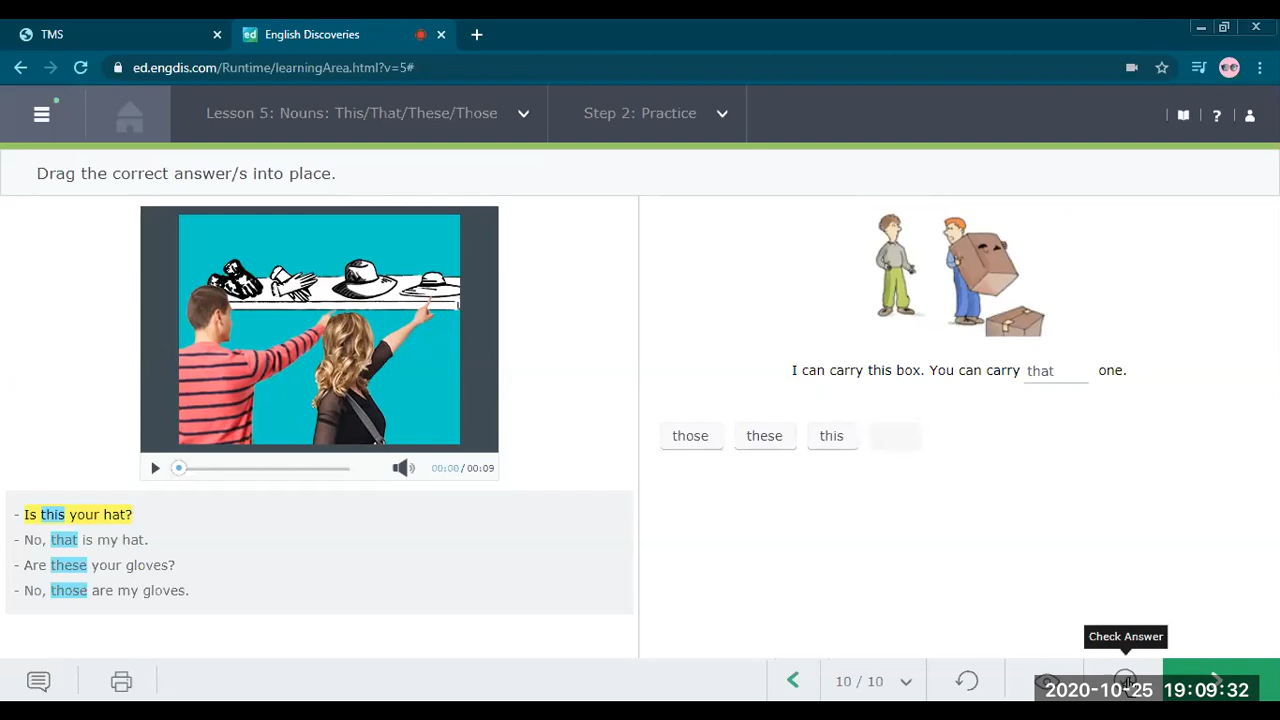 TMS
English Discoveries
ed.engdis.com/Runtime/learningArea.html?v=5#
Lesson 5: Nouns: This/That/These/Those
Step 2: Practice
?
Drag the correct answer/s into place.
00:00/00:09
- Is this your hat?
- No, that is my hat.
- Are these your gloves?
- No, those are my gloves.
I can carry this box. You can carry that one.
those these this
Check Answer
10 / 10
2020-10-25 19:09:32